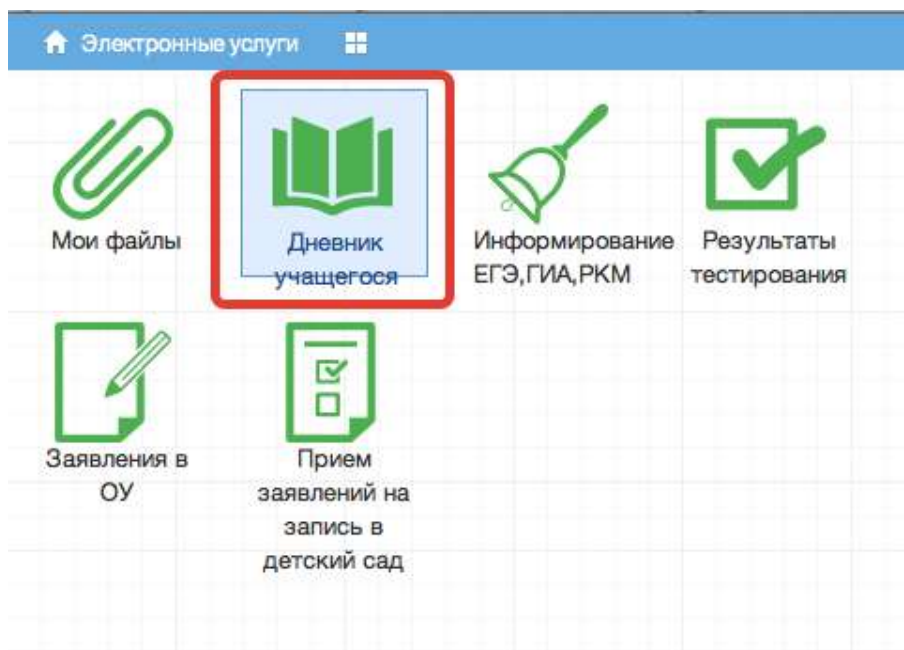 Электронные услуги
Мои файлы
Дневник
учащегося
Информирование
ЕГЭ,ГИА,РКМ
Результаты
тестирования
Заявления в
ОУ
Прием
заявлений на
запись в
детский сад